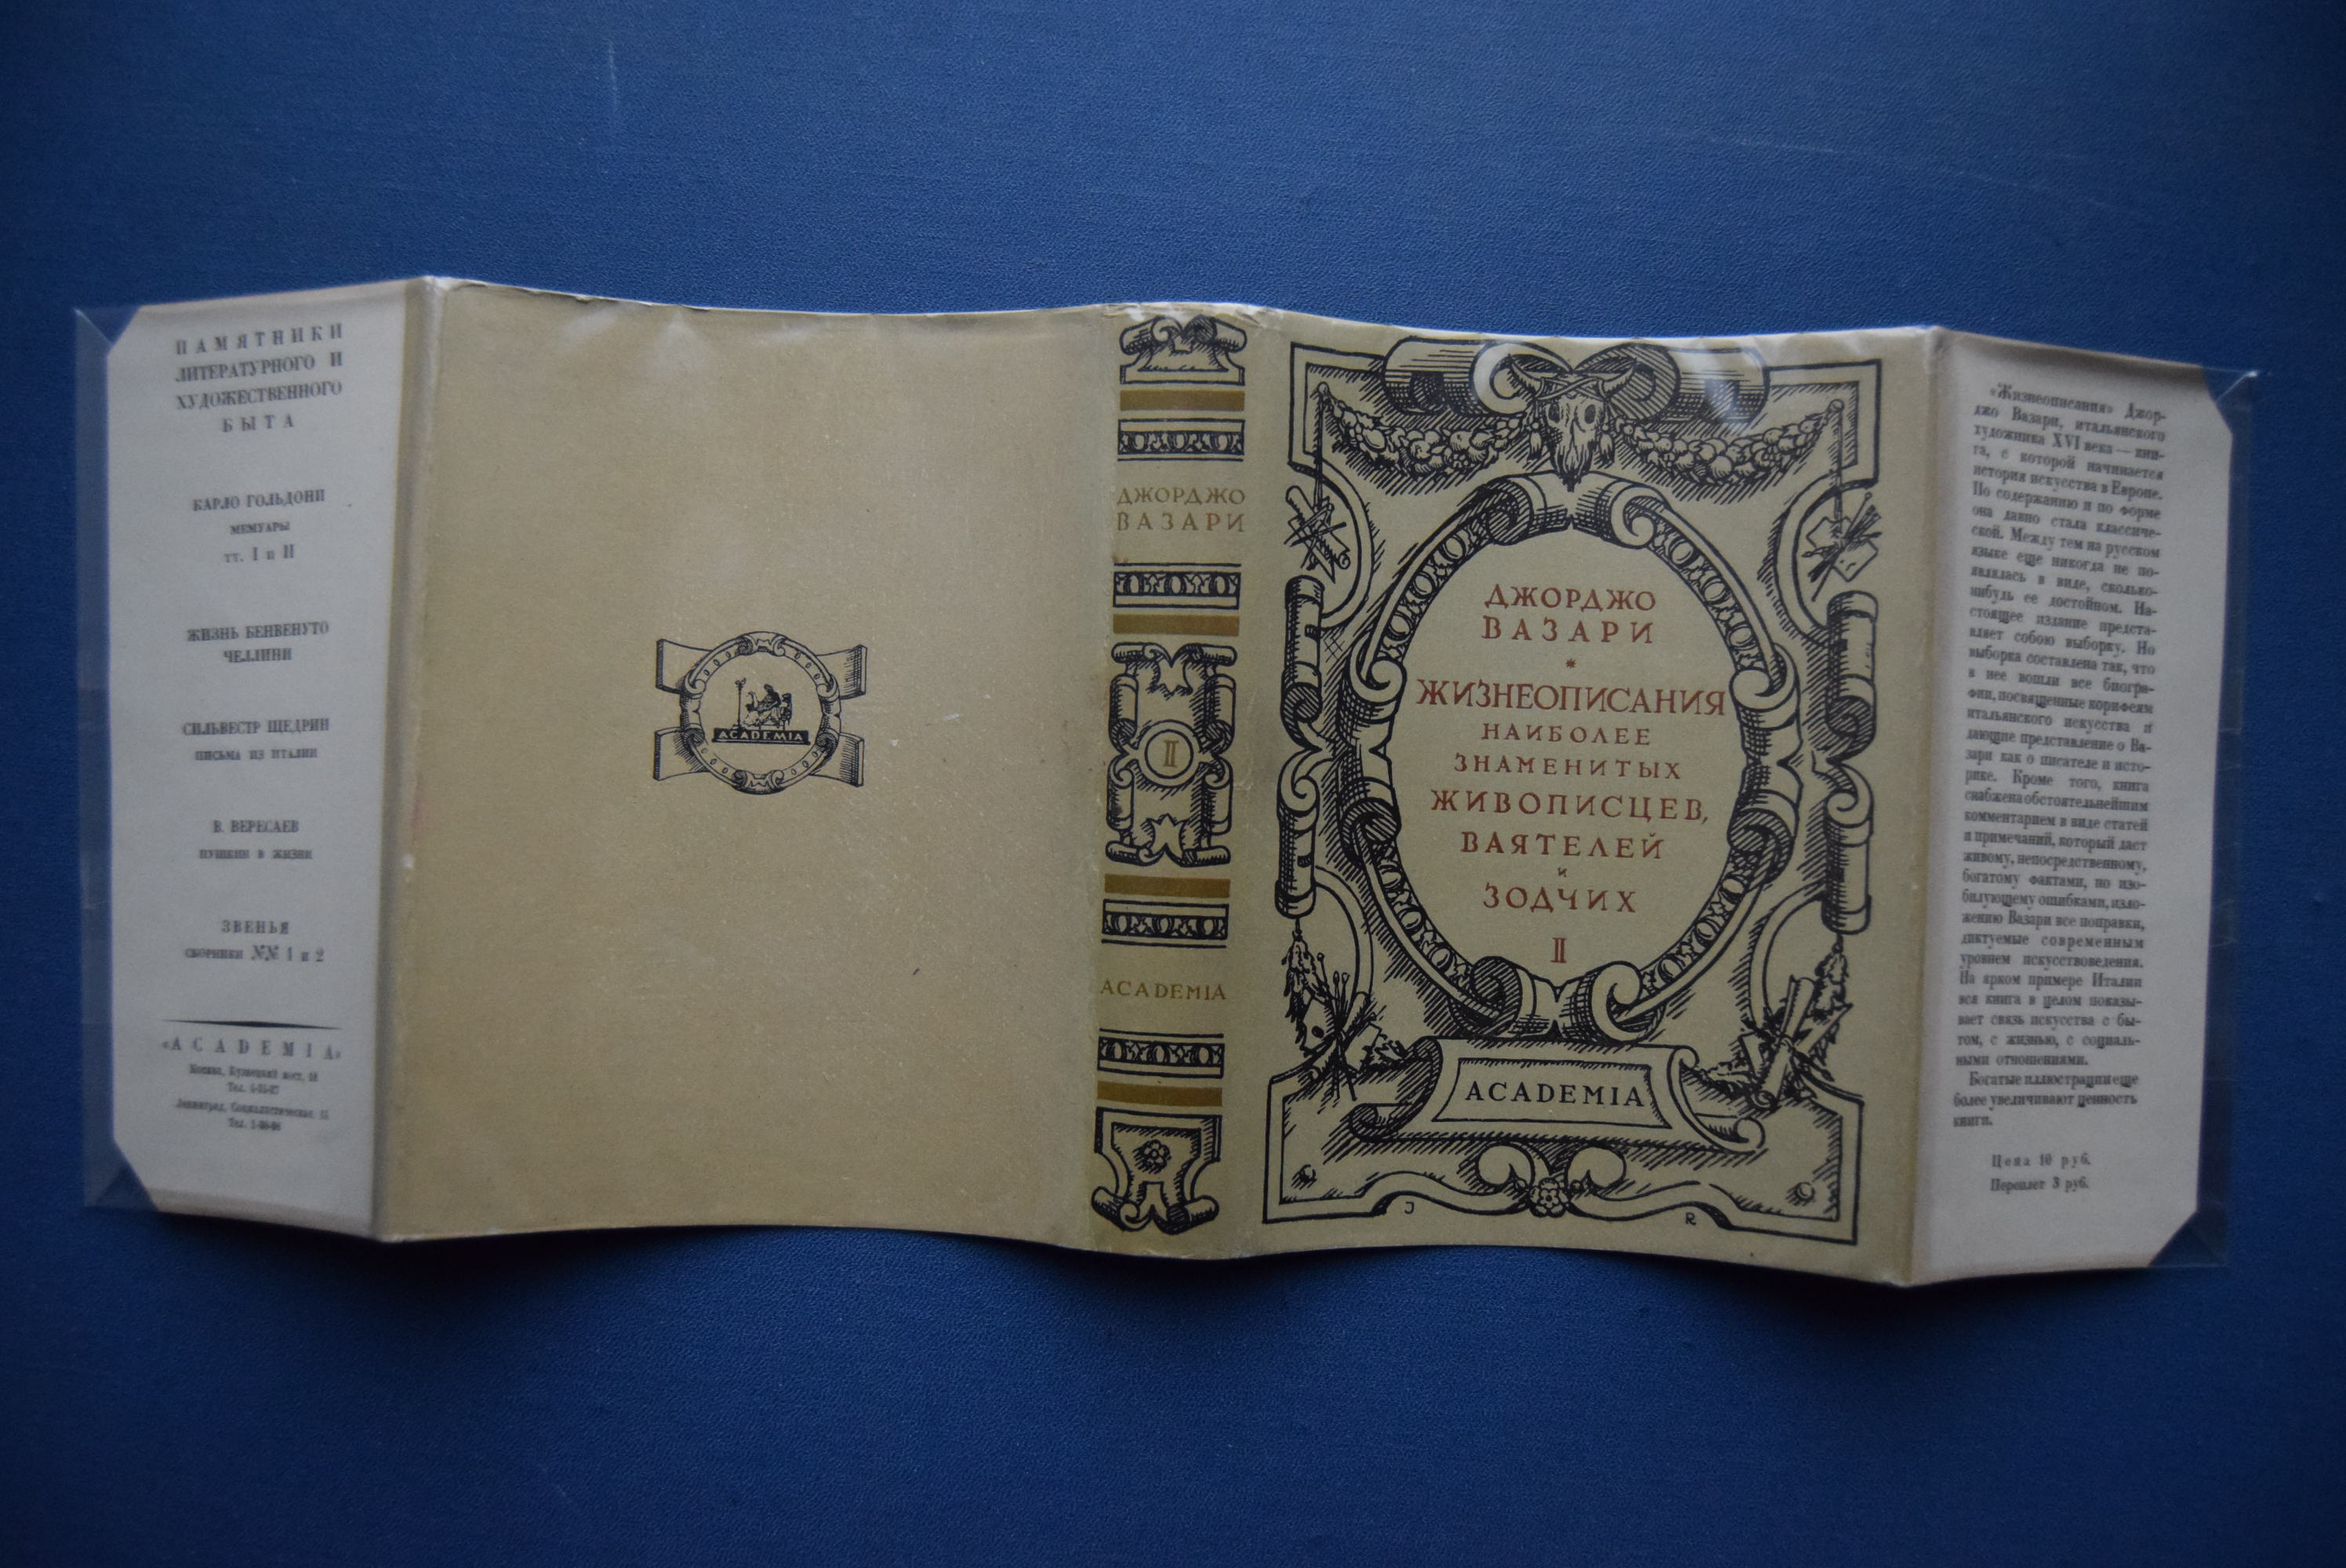 ПАМЯТНИКИ
ЛИТЕРАТУРНОГО И
ХУДОЖЕСТВЕННОГО
БЫТА
КАРЛО ГОЛЬДОНИ
МЕМУАРЫ
тт. I и II
ЖИЗНЬ БЕНВЕНУТО
ЧЕЛЛИНИ
СИЛЬВЕСТР ЩЕДРИН
ПИСЬМА ИЗ ИТАЛИИ
В. ВЕРЕСАЕВ
ПУШКИН В ЖИЗНИ
ЗВЕНЬЯ
СБОРНИКИ №№ 1 и 2
«ACADEMIA»
Москва, Кузнецкий мост,
Тел.
Ленинград, Социалистическая,
Тел.
ACADEMIA
ДЖОРДЖО
ВАЗАРИ
II
ACADEMIA
ДЖОРДЖО
ВАЗАРИ
*
ЖИЗНЕОПИСАНИЯ
НАИБОЛЕЕ
ЗНАМЕНИТЫХ
ЖИВОПИСЦЕВ,
ВАЯТЕЛЕЙ
И
ЗОДЧИХ
II
ACADEMIA
J R
«Жизнеописания» Джор-
джо Вазари, итальянского
художника XVI века — кни-
га, с которой начинается
история искусства в Европе.
По содержанию и по форме
она давно стала классиче-
ской. Между тем на русском
языке еще никогда не по-
являлась в виде, сколько-
нибудь ее достойном. На-
стоящее издание предста-
вляет собою выборку. Но
выборка составлена так, что
в нее вошли все биогра-
фии, посвященные корифеям
итальянского искусства и
дающие представление о Ва-
зари как о писателе и исто-
рике. Кроме того, книга
снабжена обстоятельнейшим
комментарием в виде статей
и примечаний, который даст
живому, непосредственному,
богатому фактами, но изо-
билующему ошибками, изло-
жению Вазари все поправки,
диктуемые современным
уровнем искусствоведения.
На ярком примере Италии
вся книга в целом показы-
вает связь искусства с бы-
том, с жизнью, с социаль-
ными отношениями.
Богатые иллюстрации еще
более увеличивают ценность
книги.
Цена 10 руб.
Переплет 3 руб.